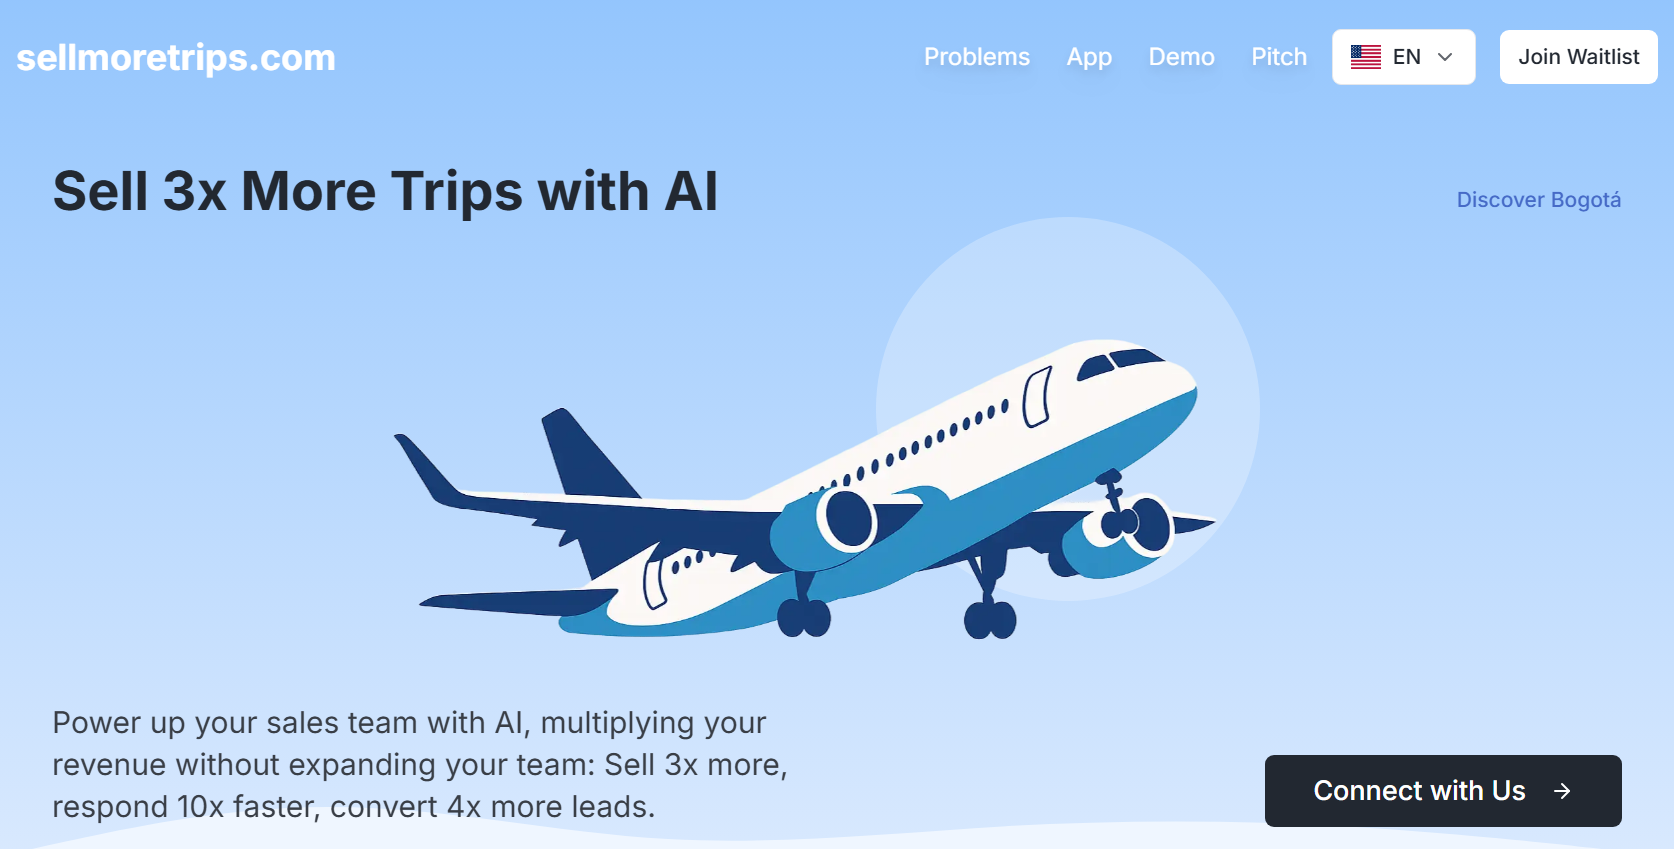 sellmoretrips.com
Problems
App
Demo
Pitch
EN
Join Waitlist
Sell 3x More Trips with AI
Discover Bogotá
Power up your sales team with AI, multiplying your
revenue without expanding your team: Sell 3x more,
respond 10x faster, convert 4x more leads.
Connect with Us